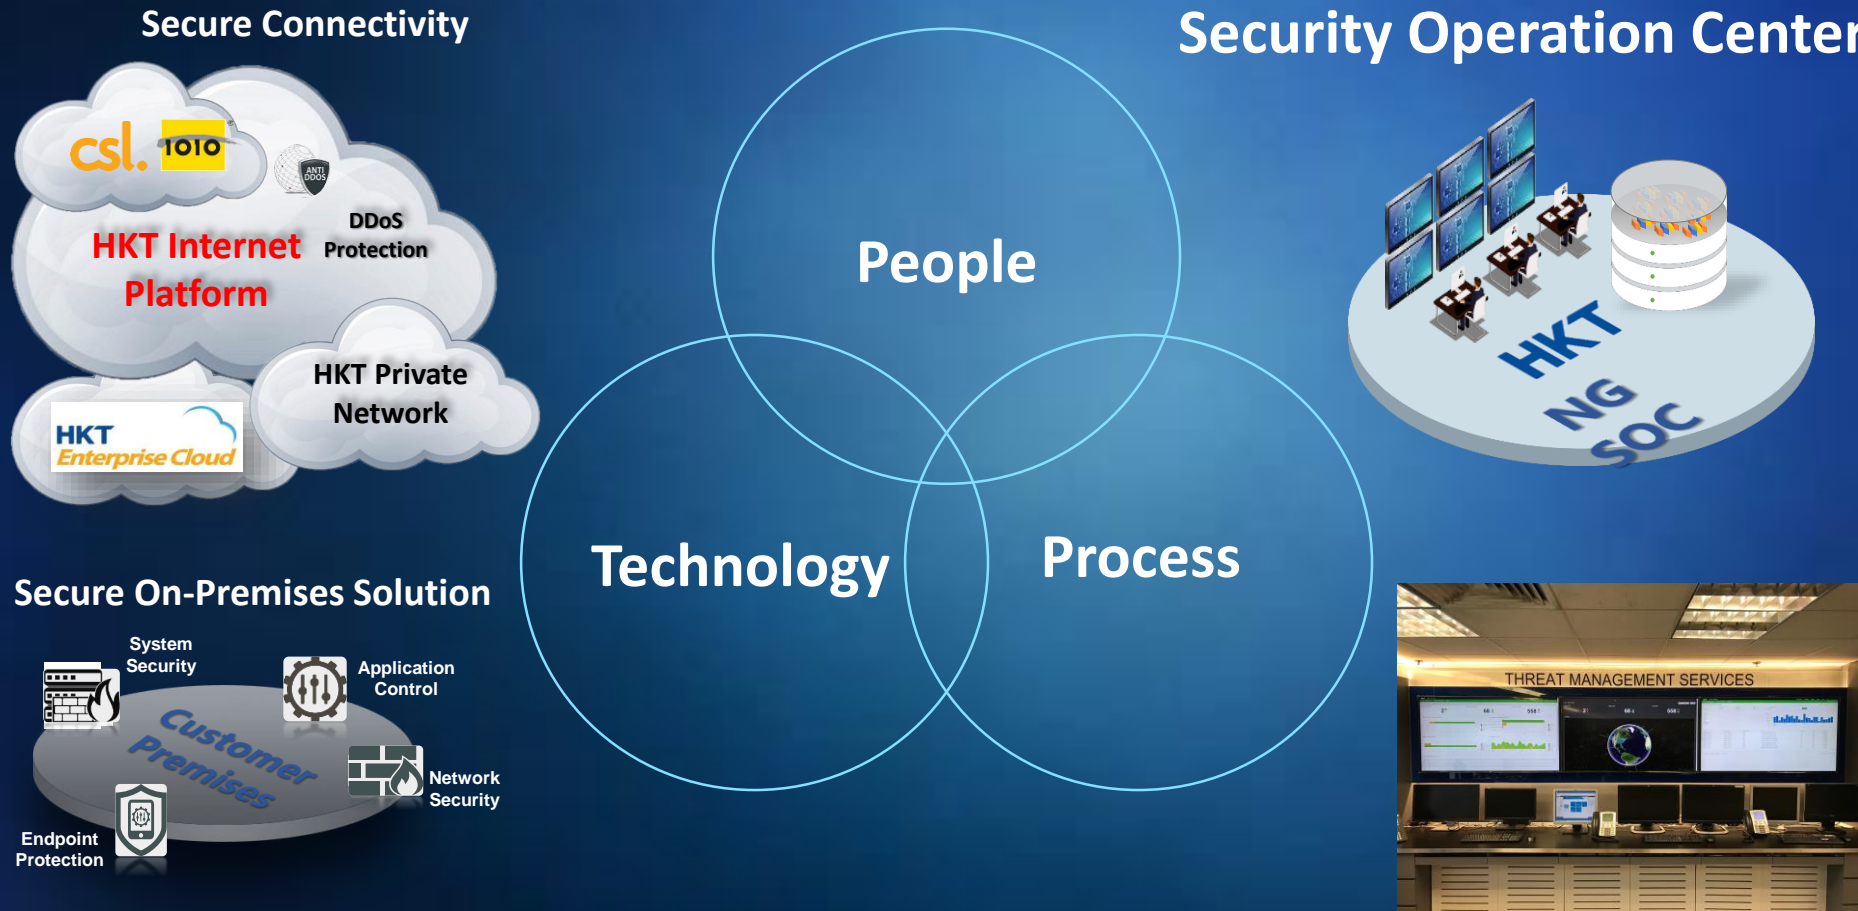 Secure Connectivity
Security Operation Center
csl.
1O1O
ANTI
DDOS
DDoS
Protection
HKT Internet
Platform
HKT Private
Network
HKT
Enterprise Cloud
People
Technology
Process
HKT
NG
SOC
Secure On-Premises Solution
System
Security
Application
Control
Customer
Premises
Network
Security
Endpoint
Protection
THREAT MANAGEMENT SERVICES